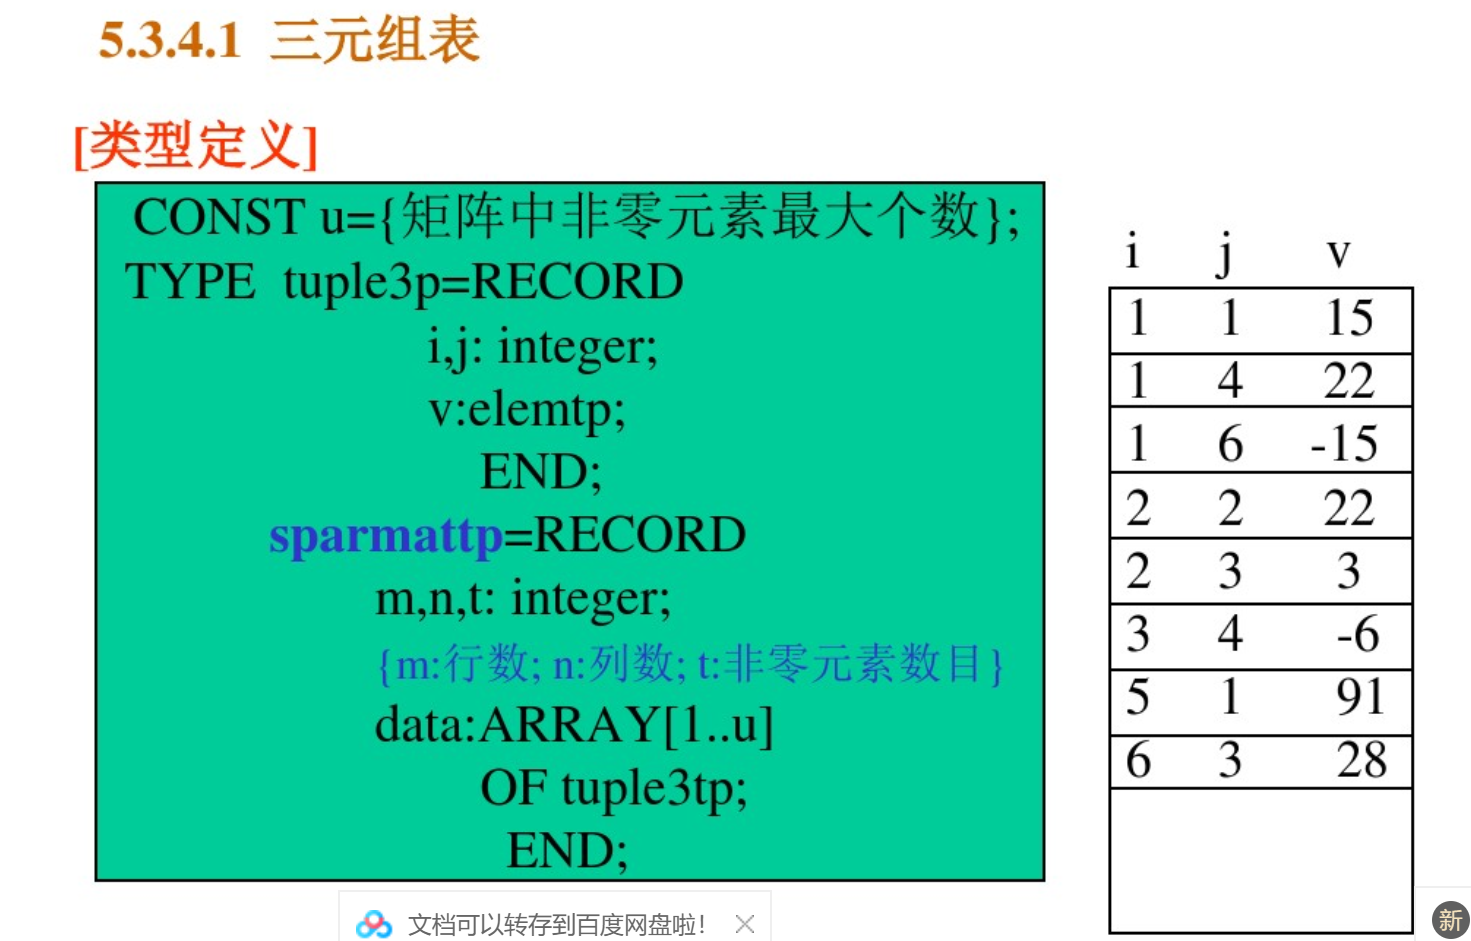 5.3.4.1 三元组表
[类型定义]
CONST u={矩阵中非零元素最大个数};
TYPE tuple3p=RECORD
i,j: integer;
v:elemtp;
END;
sparmattp=RECORD
m,n,t: integer;
{m:行数; n:列数; t:非零元素数目}
data:ARRAY[1..u]
OF tuple3tp;
END;
i j v
1 1 15
1 4 22
1 6 -15
2 2 22
2 3 3
3 4 -6
5 1 91
6 3 28
文档可以转存到百度网盘啦！
新